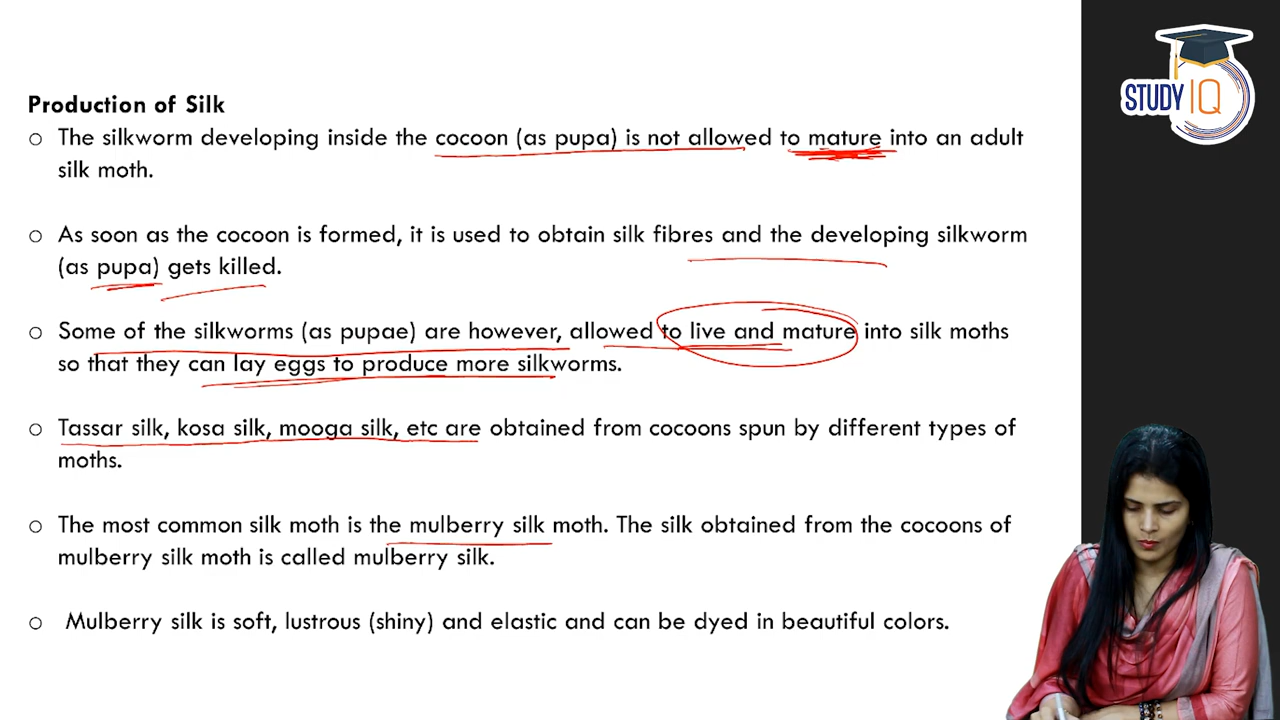 STUDY IQ
Production of Silk
o The silkworm developing inside the cocoon (as pupa) is not allowed to mature into an adult
silk moth.
o As soon as the cocoon is formed, it is used to obtain silk fibres and the developing silkworm
(as pupa) gets killed.
o Some of the silkworms (as pupae) are however, allowed to live and mature into silk moths
so that they can lay eggs to produce more silkworms.
o Tassar silk, kosa silk, mooga silk, etc are obtained from cocoons spun by different types of
moths.
o The most common silk moth is the mulberry silk moth. The silk obtained from the cocoons of
mulberry silk moth is called mulberry silk.
o Mulberry silk is soft, lustrous (shiny) and elastic and can be dyed in beautiful colors.